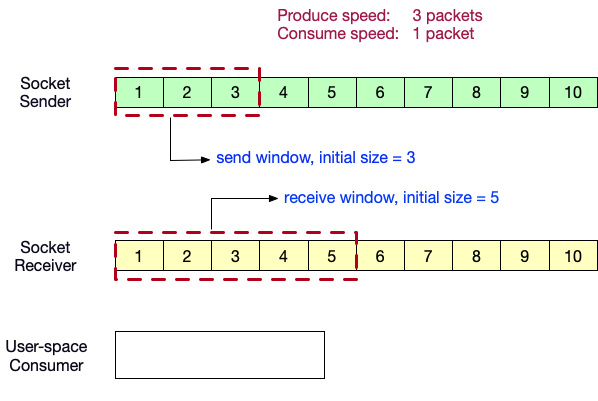 Produce speed: 3 packets
Consume speed: 1 packet
Socket
Sender
1 2 3 4 5 6 7 8 9 10
send window, initial size = 3
receive window, initial size = 5
Socket
Receiver
1 2 3 4 5 6 7 8 9 10
User-space
Consumer